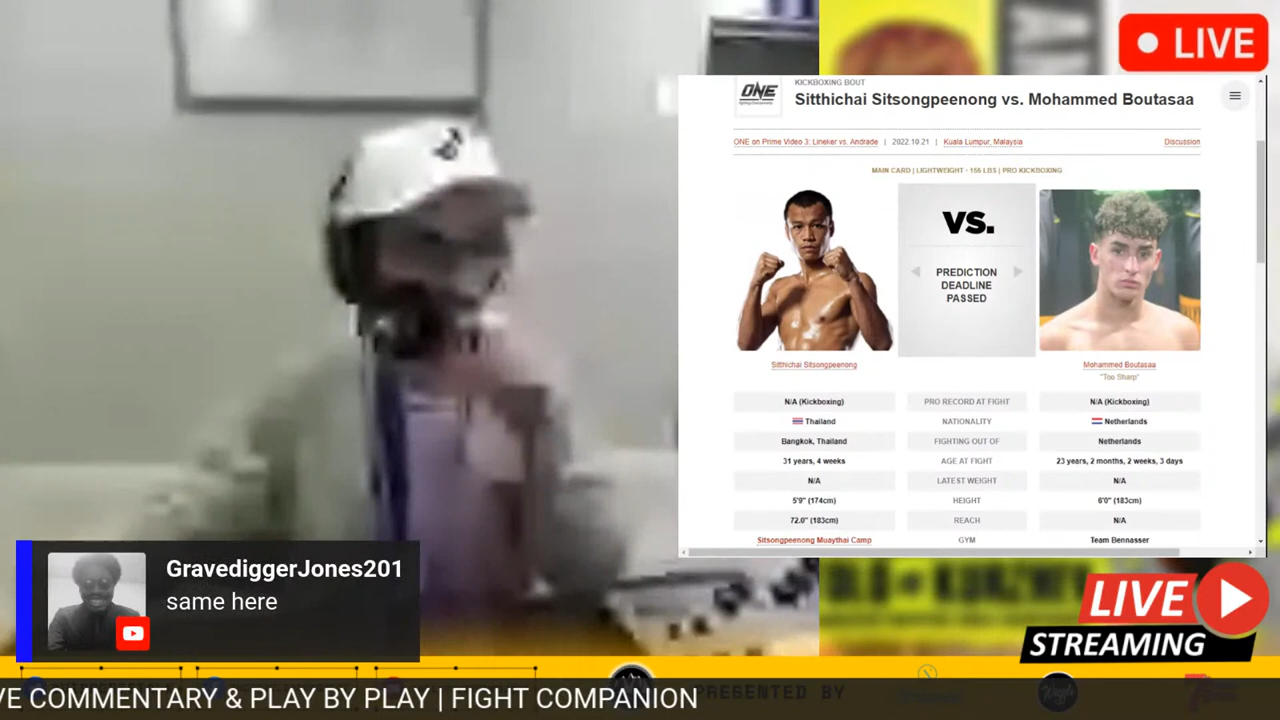 LIVE
KICKBOXING BOUT
ONE
Sitthichai Sitsongpeenong vs. Mohammed Boutasaa
ONE on Prime Video 3: Lineker vs. Andrade | 2022.10.21 | Kuala Lumpur, Malaysia
Discussion
MAIN CARD | LIGHTWEIGHT · 155 LBS | PRO KICKBOXING
VS.
PREDICTION
DEADLINE
PASSED
Sitthichai Sitsongpeenong
Mohammed Boutasaa
"Too Sharp"
N/A (Kickboxing) PRO RECORD AT FIGHT N/A (Kickboxing)
Thailand NATIONALITY Netherlands
Bangkok, Thailand FIGHTING OUT OF Netherlands
31 years, 4 weeks AGE AT FIGHT 23 years, 2 months, 2 weeks, 3 days
N/A LATEST WEIGHT N/A
5'9" (174cm) HEIGHT 6'0" (183cm)
72.0" (183cm) REACH N/A
Sitsongpeenong Muaythai Camp GYM Team Bennasser
GravediggerJones201
same here
LIVE
STREAMING
PRESENTED BY
VE COMMENTARY & PLAY BY PLAY | FIGHT COMPANION